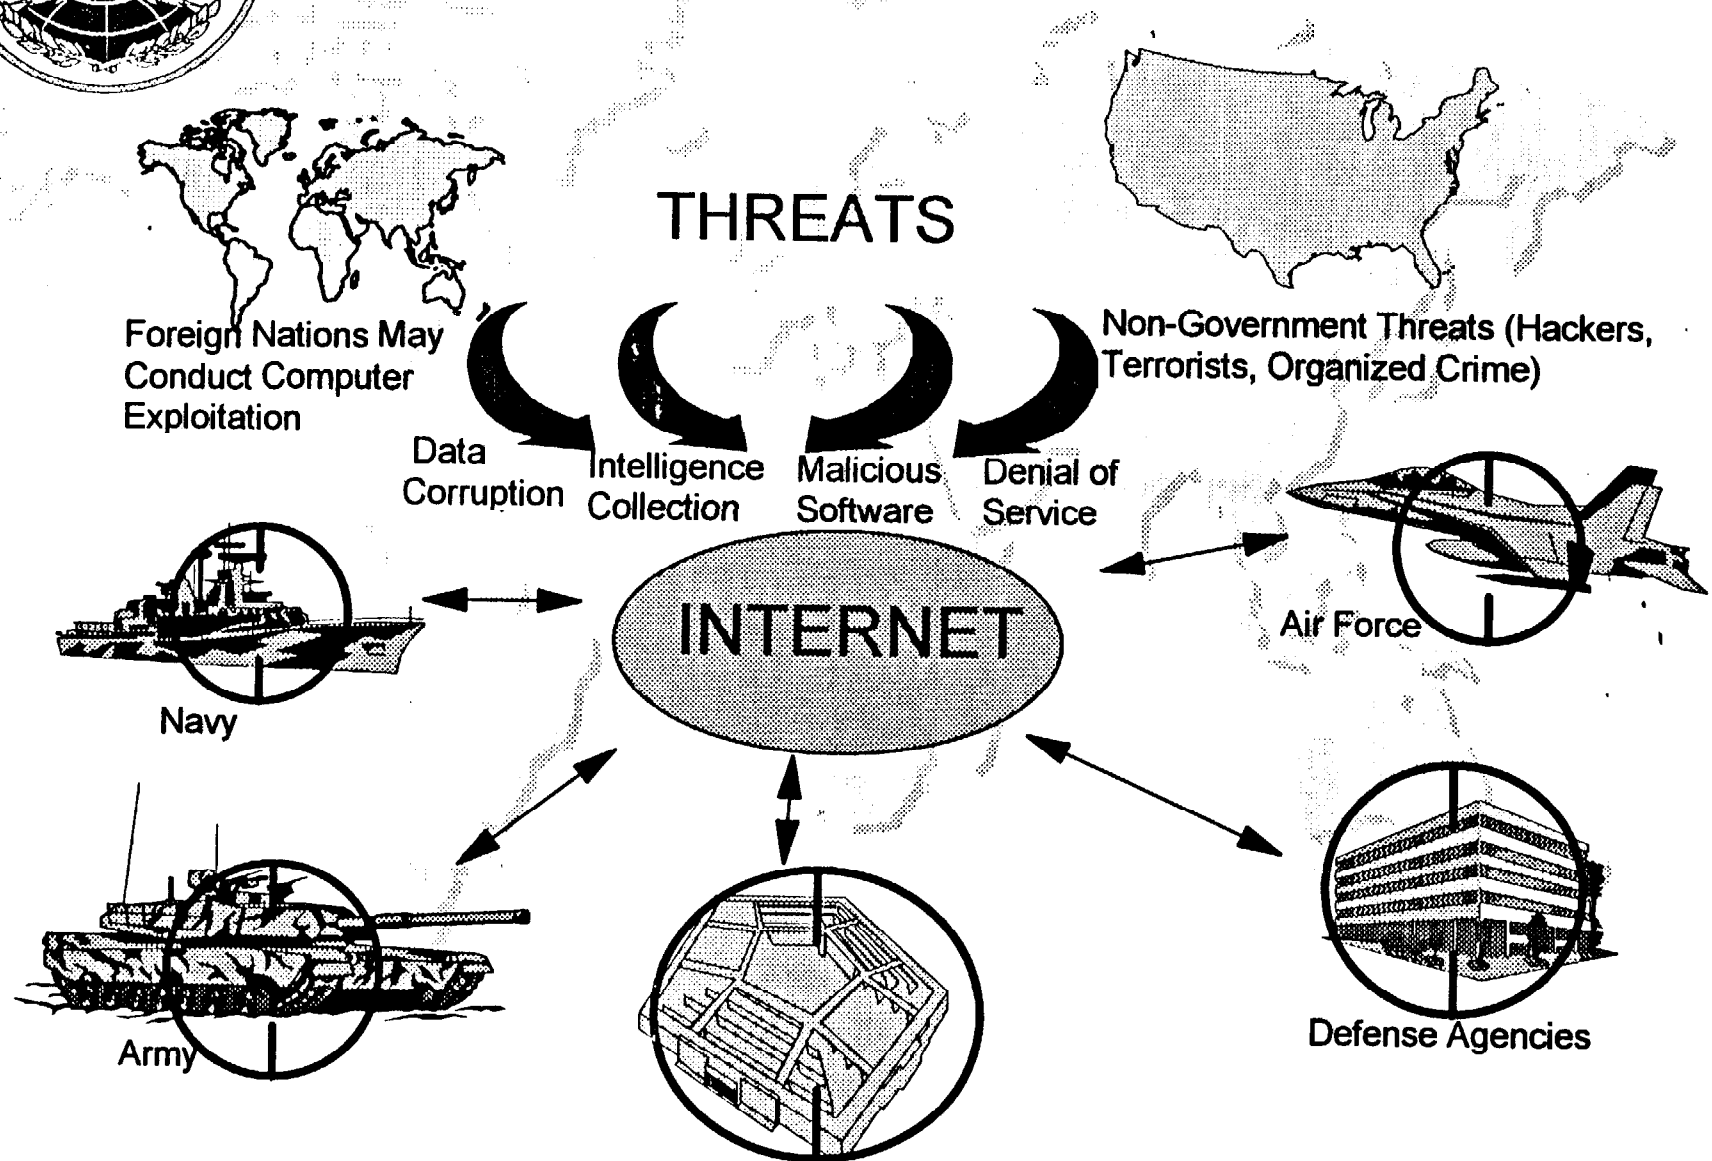 THREATS
Foreign Nations May
Conduct Computer
Exploitation
Non-Government Threats (Hackers,
Terrorists, Organized Crime)
Data
Corruption
Intelligence
Collection
Malicious
Software
Denial of
Service
INTERNET
Navy
Air Force
Army
Defense Agencies